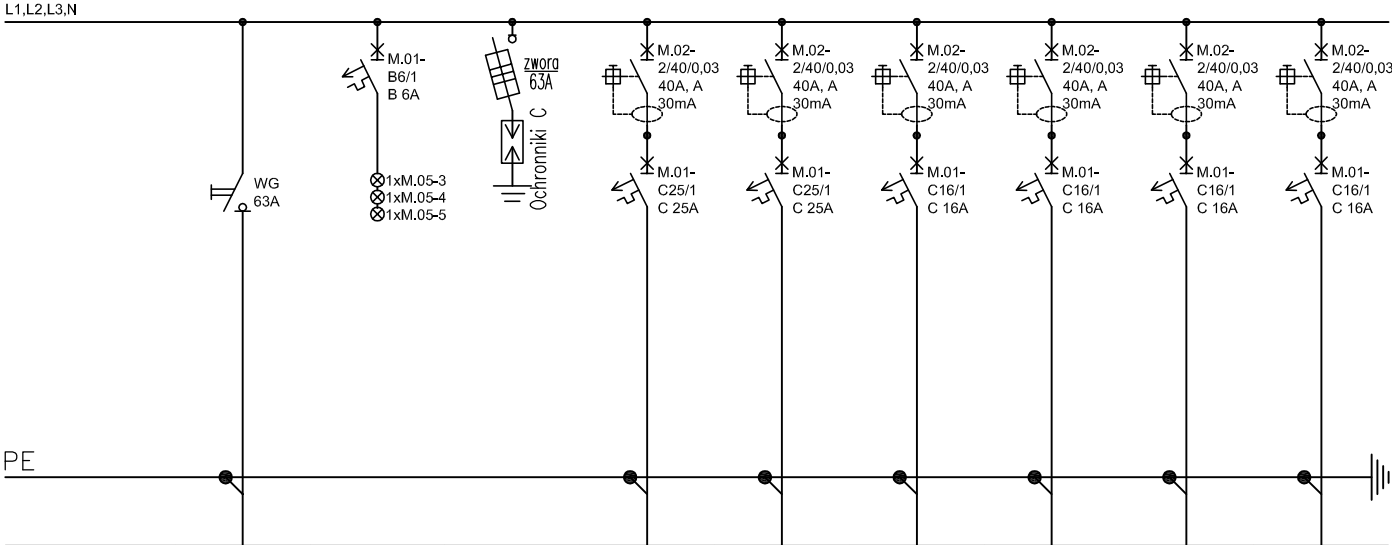 L1,L2,L3,N
WG
63A
M.01-
B6/1
B 6A
1xM.05-3
1xM.05-4
1xM.05-5
zwora
63A
Ochronniki C
M.02-
2/40/0,03
40A, A
30mA
M.01-
C25/1
C 25A
M.02-
2/40/0,03
40A, A
30mA
M.01-
C25/1
C 25A
M.02-
2/40/0,03
40A, A
30mA
M.01-
C16/1
C 16A
M.02-
2/40/0,03
40A, A
30mA
M.01-
C16/1
C 16A
M.02-
2/40/0,03
40A, A
30mA
M.01-
C16/1
C 16A
M.02-
2/40/0,03
40A, A
30mA
M.01-
C16/1
C 16A
PE